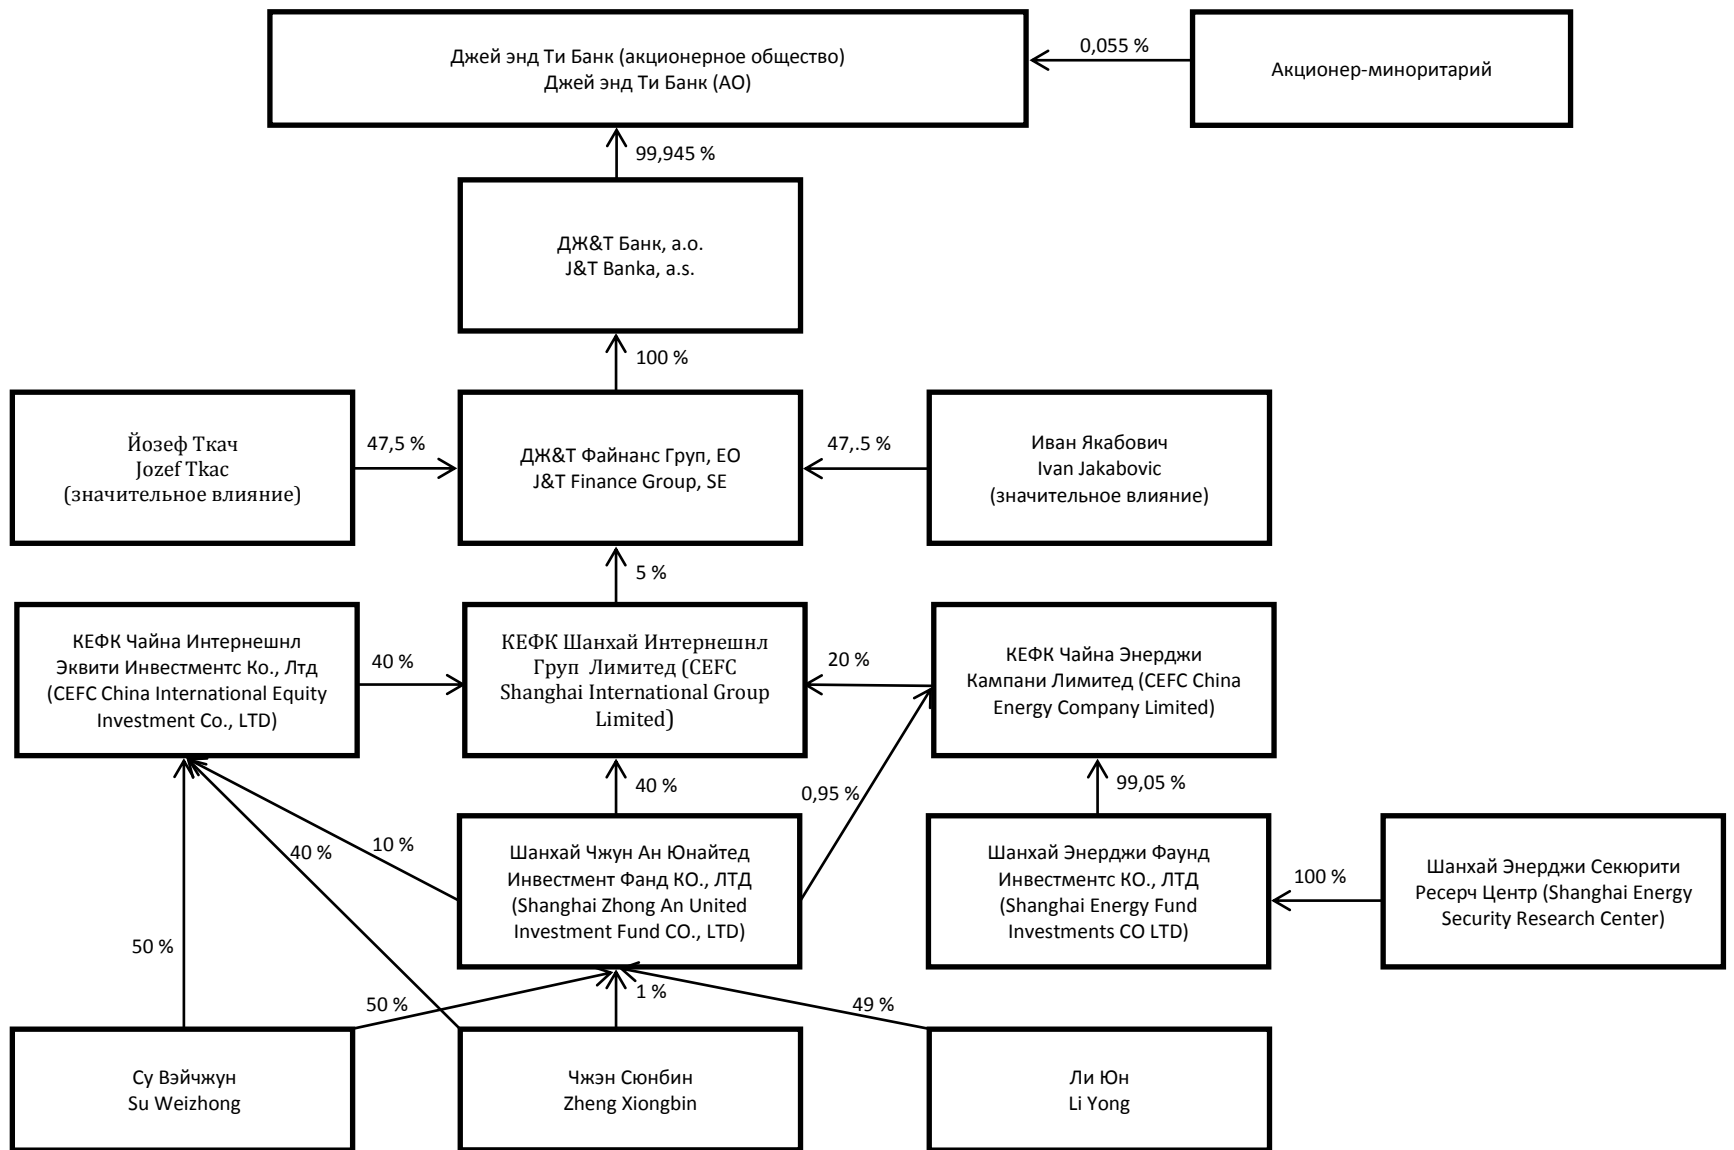 Джей энд Ти Банк (акционерное общество)
Джей энд Ти Банк (АО)
0,055 %
Акционер-миноритарий
99,945 %
ДЖ&Т Банк, а.о.
J&T Banka, a.s.
100 %
Йозеф Ткач
Jozef Tkac
(значительное влияние)
47,5 %
ДЖ&Т Файнанс Груп, ЕО
J&T Finance Group, SE
47,.5 %
Иван Якабович
Ivan Jakabovic
(значительное влияние)
5 %
КЕФК Чайна Интернешнл
Эквити Инвестментс Ко., Лтд
(CEFC China International Equity
Investment Co., LTD)
40 %
КЕФК Шанхай Интернешнл
Груп  Лимитед (CEFC
Shanghai International Group
Limited)
20 %
КЕФК Чайна Энерджи
Кампани Лимитед (CEFC China
Energy Company Limited)
40 %
0,95 %
99,05 %
10 %
40 %
Шанхай Чжун Ан Юнайтед
Инвестмент Фанд КО., ЛТД
(Shanghai Zhong An United
Investment Fund CO., LTD)
Шанхай Энерджи Фаунд
Инвестментс КО., ЛТД
(Shanghai Energy Fund
Investments CO LTD)
100 %
Шанхай Энерджи Секюрити
Ресерч Центр (Shanghai Energy
Security Research Center)
50 %
50 %
1 %
49 %
Су Вэйчжун
Su Weizhong
Чжэн Сюнбин
Zheng Xiongbin
Ли Юн
Li Yong